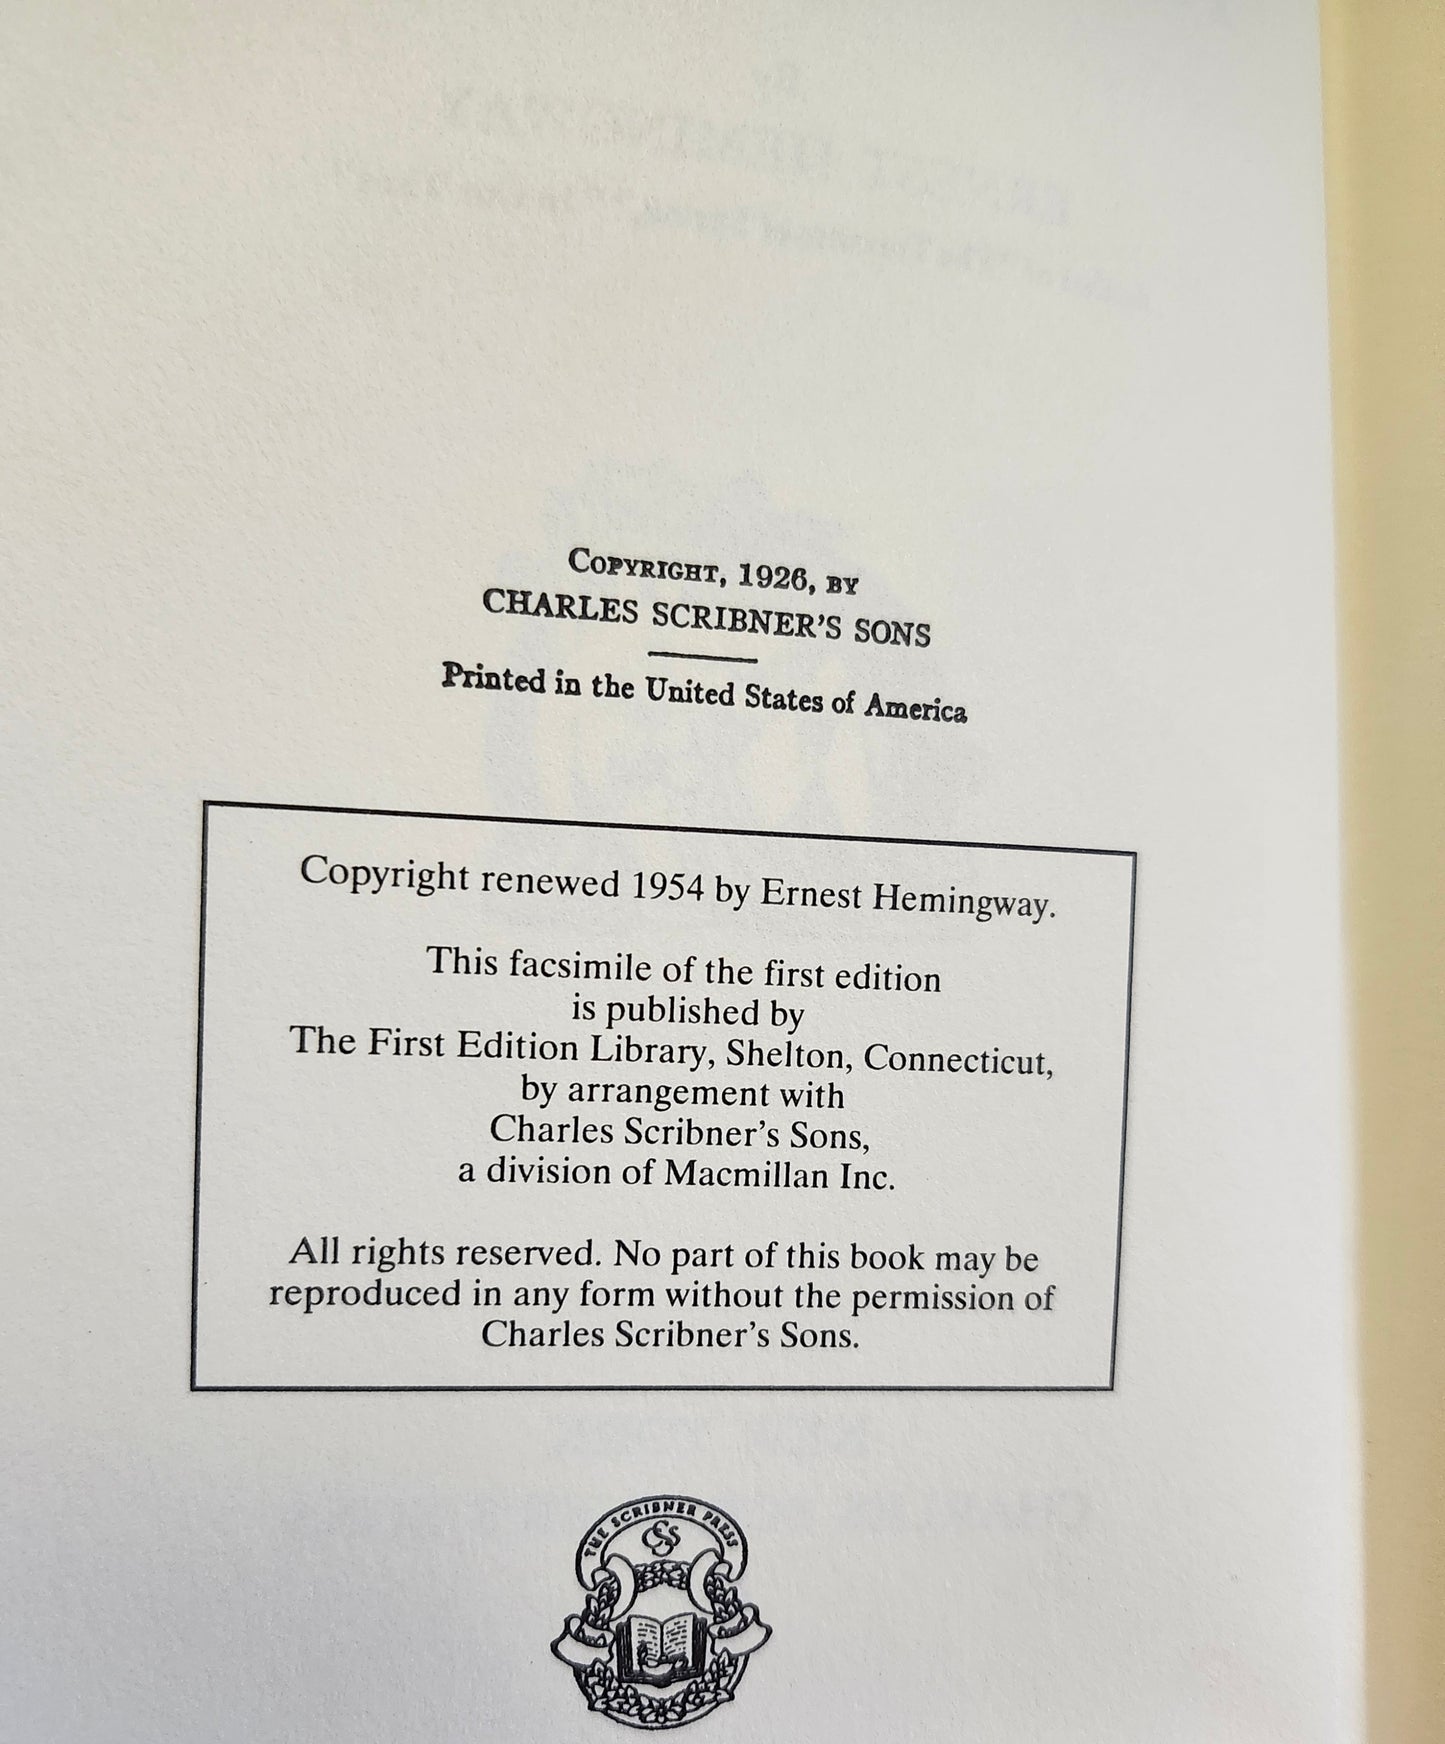 COPYRIGHT, 1926, BY
CHARLES SCRIBNER'S SONS
Printed in the United States of America
Copyright renewed 1954 by Ernest Hemingway.
This facsimile of the first edition
is published by
The First Edition Library, Shelton, Connecticut,
by arrangement with
Charles Scribner's Sons,
a division of Macmillan Inc.
All rights reserved. No part of this book may be
reproduced in any form without the permission of
Charles Scribner's Sons.
THE SCRIBNER PRESS
CSS